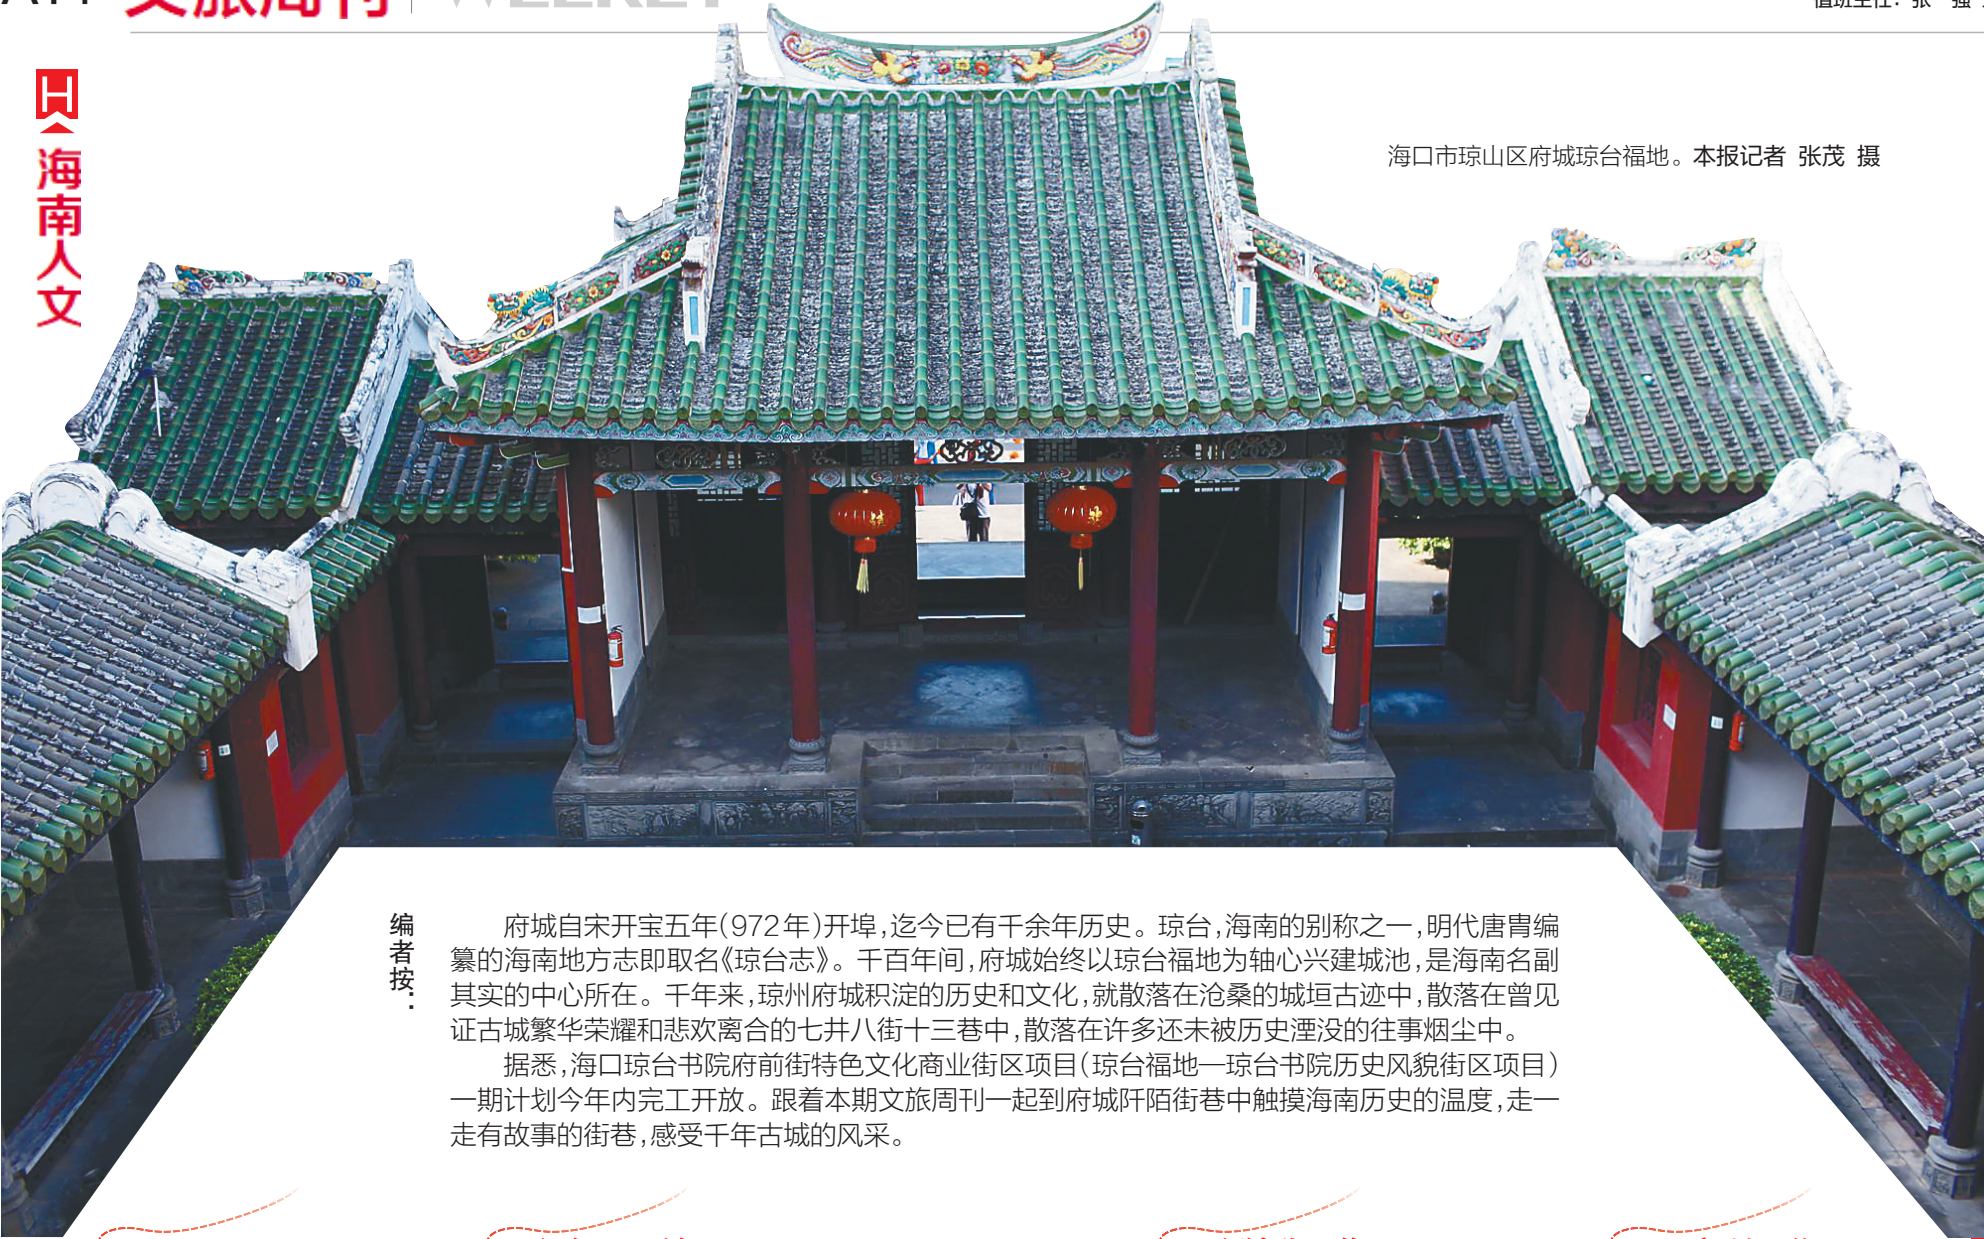 文旅周刊
WEEKLY
海南人文
海口市琼山区府城琼台福地。本报记者 张茂 摄
编者按：
府城自宋开宝五年（972年）开埠，迄今已有千余年历史。琼台，海南的别称之一，明代唐胄编
纂的海南地方志即取名《琼台志》。千百年间，府城始终以琼台福地为轴心兴建城池，是海南名副
其实的中心所在。千年来，琼州府城积淀的历史和文化，就散落在沧桑的城垣古迹中，散落在曾见
证古城繁华荣耀和悲欢离合的七井八街十三巷中，散落在许多还未被历史湮没的往事烟尘中。
据悉，海口琼台书院府前街特色文化商业街区项目（琼台福地—琼台书院历史风貌街区项目）
一期计划今年内完工开放。跟着本期文旅周刊一起到府城阡陌街巷中触摸海南历史的温度，走一
走有故事的街巷，感受千年古城的风采。